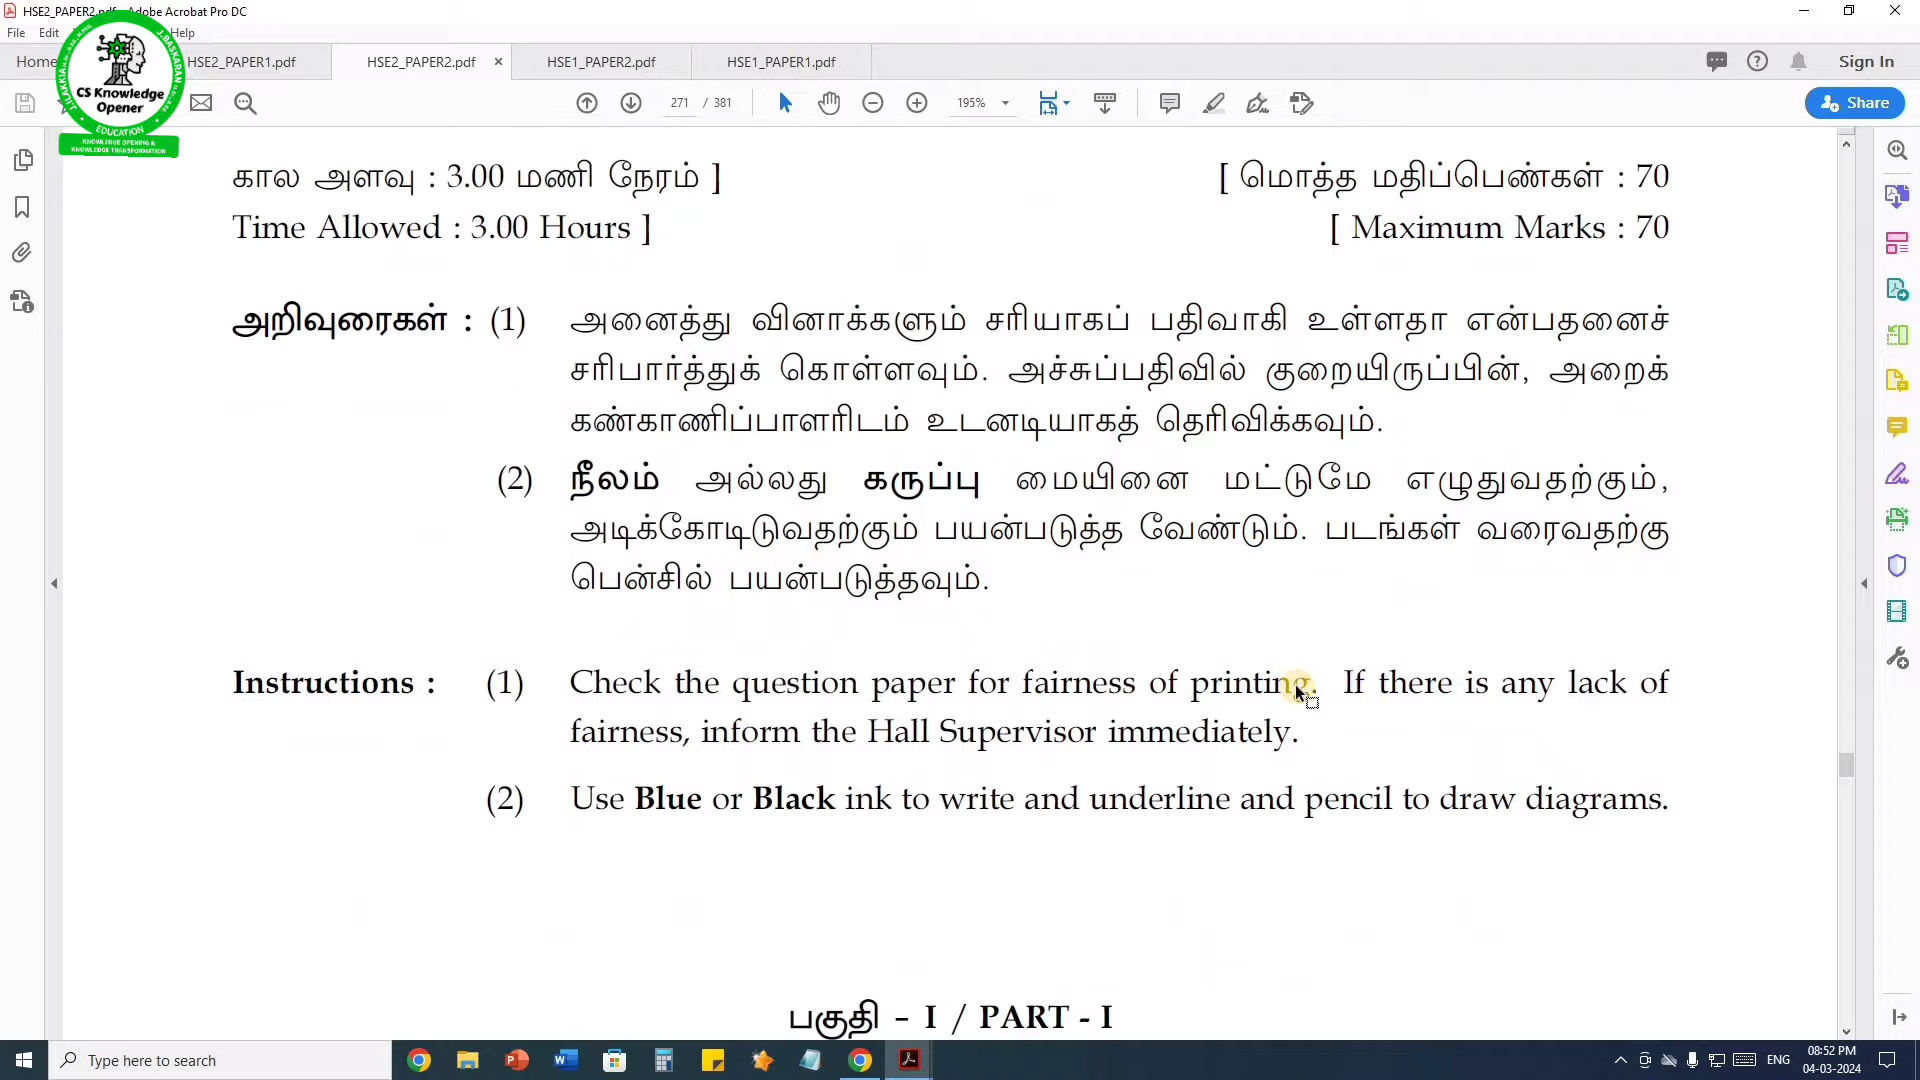 HSE2_PAPER2.pdf - Adobe Acrobat Pro DC
File Edit Help
Home HSE2_PAPER1.pdf HSE2_PAPER2.pdf × HSE1_PAPER2.pdf HSE1_PAPER1.pdf Sign In
271 / 381 195% Share
J.ILAKKIA J.BASKARAN
CS Knowledge
Opener
EDUCATION
KNOWLEDGE OPENING &
KNOWLEDGE TRANSFORMATION
கால அளவு : 3.00 மணி நேரம் ] [ மொத்த மதிப்பெண்கள் : 70
Time Allowed : 3.00 Hours ] [ Maximum Marks : 70
அறிவுரைகள் : (1) அனைத்து வினாக்களும் சரியாகப் பதிவாகி உள்ளதா என்பதனைச்
சரிபார்த்துக் கொள்ளவும். அச்சுப்பதிவில் குறையிருப்பின், அறைக்
கண்காணிப்பாளரிடம் உடனடியாகத் தெரிவிக்கவும்.
(2) நீலம் அல்லது கருப்பு மையினை மட்டுமே எழுதுவதற்கும்,
அடிக்கோடிடுவதற்கும் பயன்படுத்த வேண்டும். படங்கள் வரைவதற்கு
பென்சில் பயன்படுத்தவும்.
Instructions : (1) Check the question paper for fairness of printing. If there is any lack of
fairness, inform the Hall Supervisor immediately.
(2) Use Blue or Black ink to write and underline and pencil to draw diagrams.
பகுதி – I / PART - I
Type here to search ENG 08:52 PM
04-03-2024